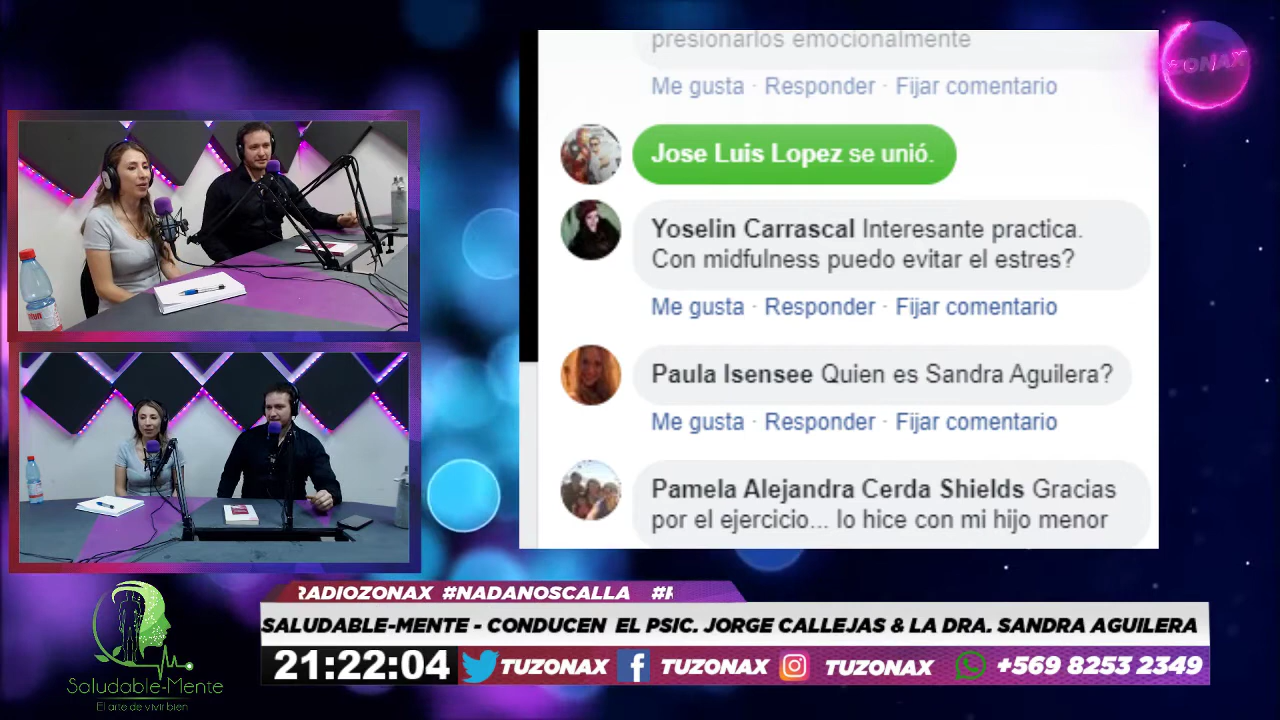 presionarlos emocionalmente
Me gusta · Responder · Fijar comentario
Jose Luis Lopez se unió.
Yoselin Carrascal Interesante practica.
Con midfulness puedo evitar el estres?
Me gusta · Responder · Fijar comentario
Paula Isensee Quien es Sandra Aguilera?
Me gusta · Responder · Fijar comentario
Pamela Alejandra Cerda Shields Gracias
por el ejercicio... lo hice con mi hijo menor
ZONAX
RADIOZONAX #NADANOSCALLA
SALUDABLE-MENTE - CONDUCEN EL PSIC. JORGE CALLEJAS & LA DRA. SANDRA AGUILERA
21:22:04 TUZONAX TUZONAX TUZONAX +569 8253 2349
Saludable-Mente
El arte de vivir bien